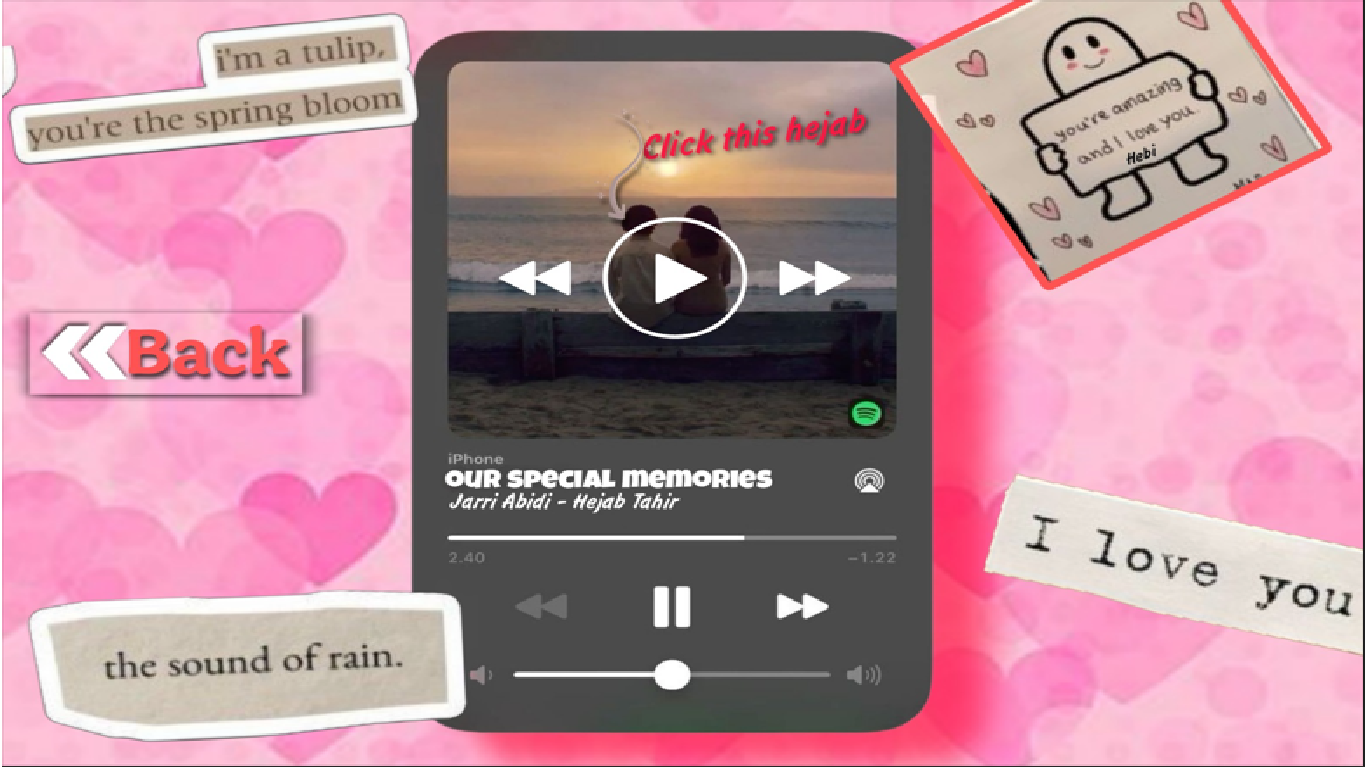 i'm a tulip,
you're the spring bloom
Click this hejab
you're amazing
and I love you.
Hebi
Back
iPhone
OUR SPECIAL MEMORIES
Jarri Abidi - Hejab Tahir
2.40
-1.22
I love you
the sound of rain.